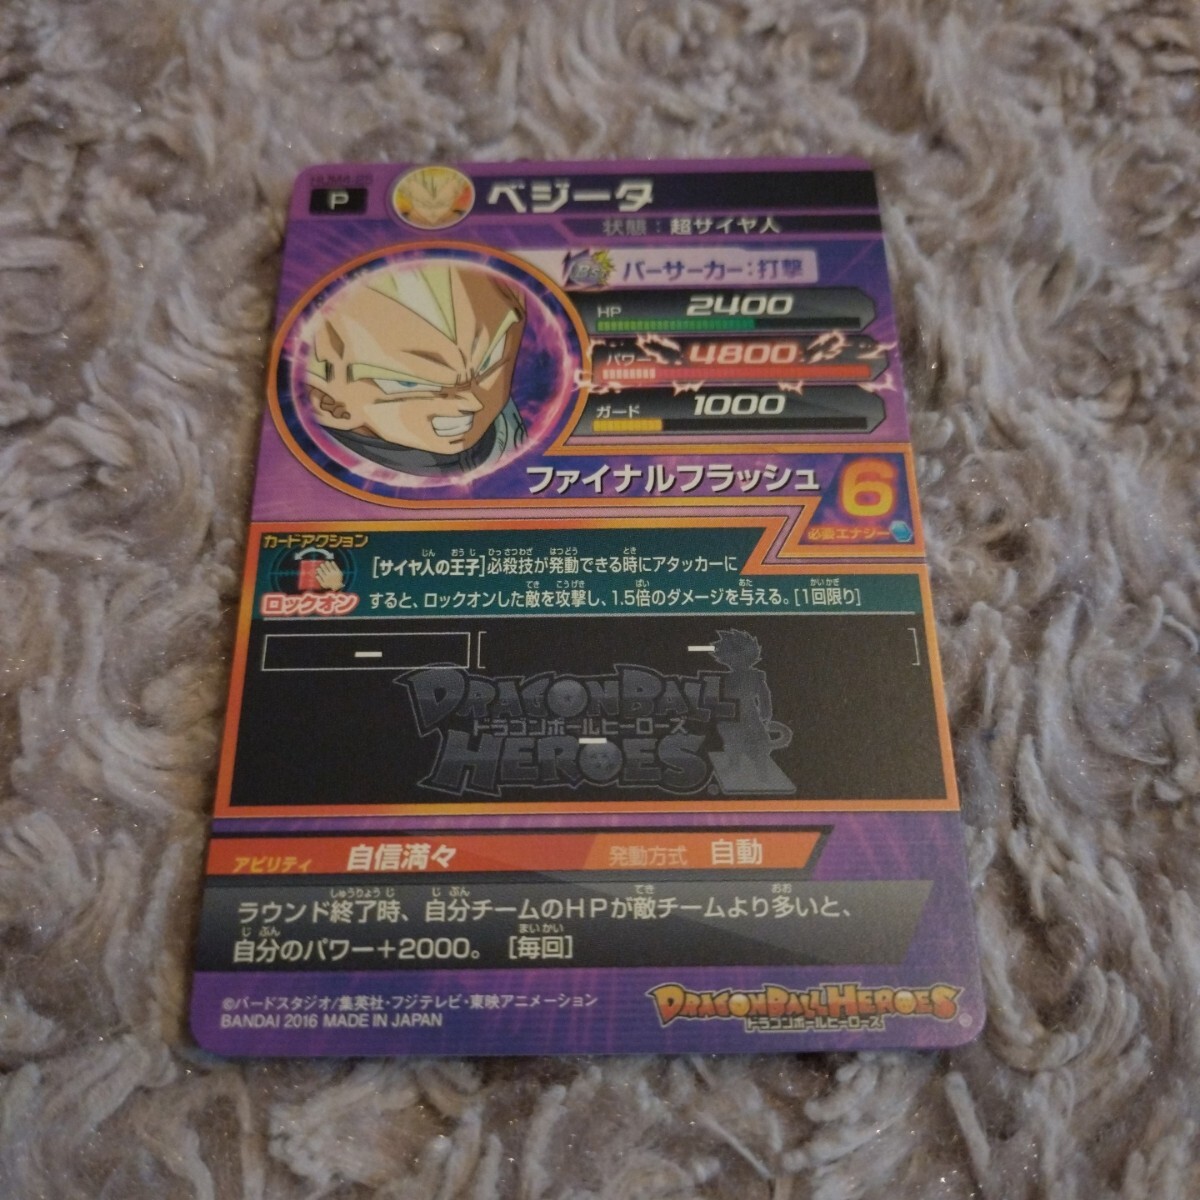 P
ベジータ
状態：超サイヤ人
バーサーカー：打撃
HP 2400
パワー 4800
ガード 1000
ファイナルフラッシュ
6
必要エナジー
カードアクション
ロックオン
[サイヤ人の王子]必殺技が発動できる時にアタッカーに
すると、ロックオンした敵を攻撃し、1.5倍のダメージを与える。[1回限り]
DRAGONBALL
ドラゴンボールヒーローズ
HEROES
アビリティ 自信満々 発動方式 自動
ラウンド終了時、自分チームのHPが敵チームより多いと、
自分のパワー+2000。 [毎回]
©バードスタジオ/集英社・フジテレビ・東映アニメーション
BANDAI 2016 MADE IN JAPAN
DRAGONBALLHEROES
ドラゴンボールヒーローズ